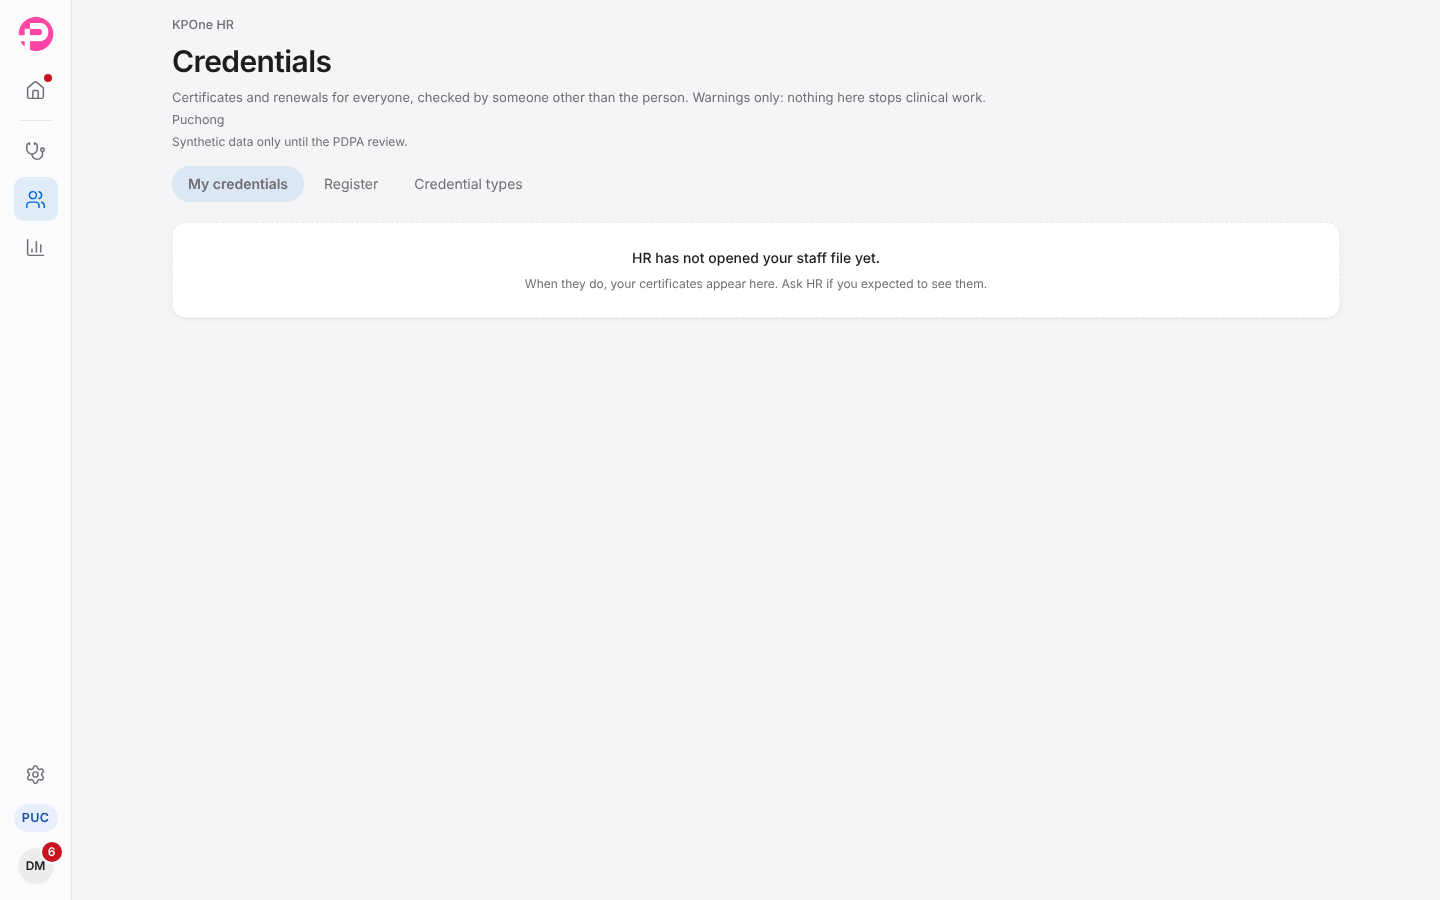 KPOne HR
Credentials
Certificates and renewals for everyone, checked by someone other than the person. Warnings only: nothing here stops clinical work.
Puchong
Synthetic data only until the PDPA review.
My credentials
Register
Credential types
HR has not opened your staff file yet.
When they do, your certificates appear here. Ask HR if you expected to see them.
PUC
6
DM